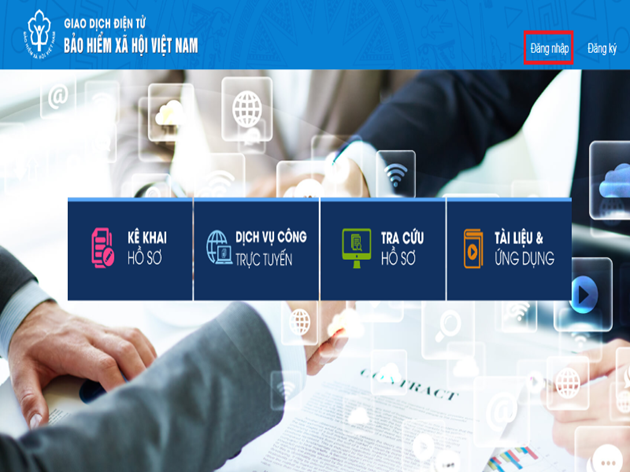 GIAO DỊCH ĐIỆN TỬ
BẢO HIỂM XÃ HỘI VIỆT NAM
Đăng nhập
Đăng ký
KÊ KHAI
HỒ SƠ
DỊCH VỤ CÔNG
TRỰC TUYẾN
TRA CỨU
HỒ SƠ
TÀI LIỆU &
ỨNG DỤNG
CONTRACT